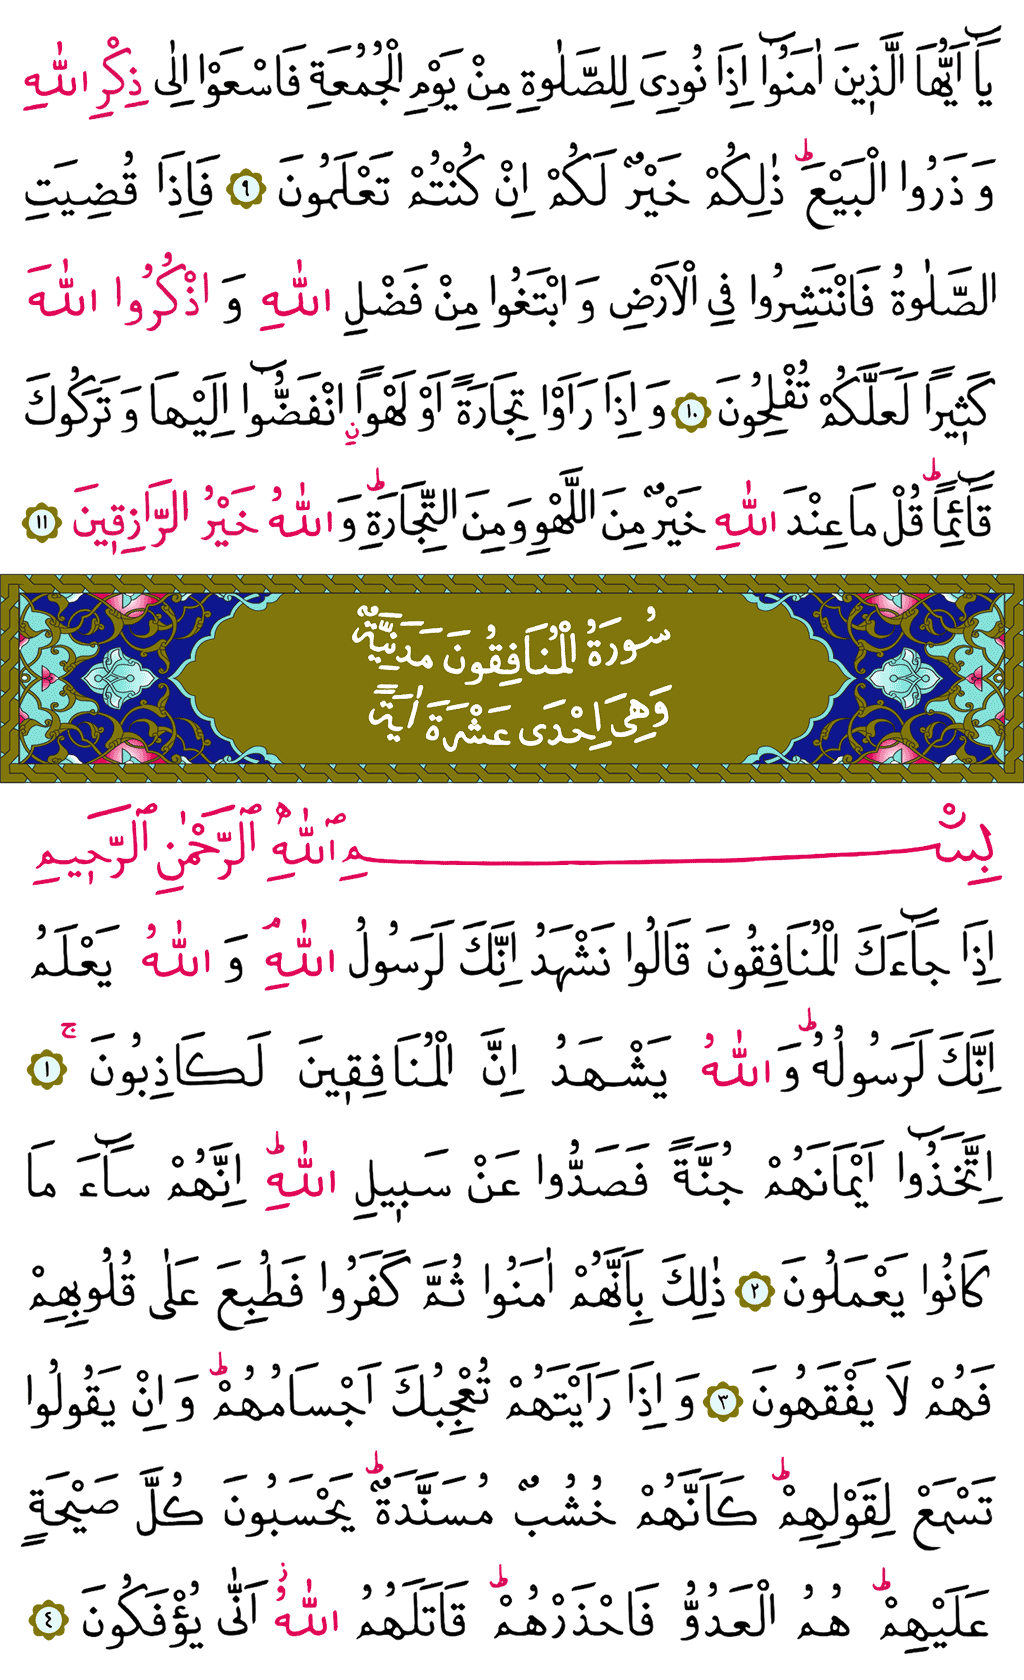 يَٓا اَيُّهَا الَّذ۪ينَ اٰمَنُٓوا اِذَا نُودِيَ لِلصَّلٰوةِ مِنْ يَوْمِ الْجُمُعَةِ فَاسْعَوْا اِلٰى ذِكْرِ اللّٰهِ
وَ ذَرُوا الْبَيْعَۜ ذٰلِكُمْ خَيْرٌ لَكُمْ اِنْ كُنْتُمْ تَعْلَمُونَ ٩ فَاِذَا قُضِيَتِ
الصَّلٰوةُ فَانْتَشِرُوا فِي الْاَرْضِ وَ ابْتَغُوا مِنْ فَضْلِ اللّٰهِ وَ اذْكُرُوا اللّٰهَ
كَث۪يرًا لَعَلَّكُمْ تُفْلِحُونَ ١٠ وَ اِذَا رَاَوْا تِجَارَةً اَوْ لَهْوًاۨ انْفَضُّٓوا اِلَيْهَا وَ تَرَكُوكَ
قَٓائِمًاۜ قُلْ مَا عِنْدَ اللّٰهِ خَيْرٌ مِنَ اللَّهْوِ وَ مِنَ التِّجَارَةِۜ وَ اللّٰهُ خَيْرُ الرَّازِق۪ينَ ١١
سُورَةُ الْمُنَافِقُونَ مَدَنِيَّةٌ
وَهِيَ اِحْدٰى عَشْرَةَ اٰيَةً
بِسْمِ ٱللّٰهِ ٱلرَّحْمٰنِ ٱلرَّح۪يمِ
اِذَا جَٓاءَكَ الْمُنَافِقُونَ قَالُوا نَشْهَدُ اِنَّكَ لَرَسُولُ اللّٰهِۢ وَ اللّٰهُ يَعْلَمُ
اِنَّكَ لَرَسُولُهُۜ وَ اللّٰهُ يَشْهَدُ اِنَّ الْمُنَافِق۪ينَ لَكَاذِبُونَۚ ١
اِتَّخَذُٓوا اَيْمَانَهُمْ جُنَّةً فَصَدُّوا عَنْ سَب۪يلِ اللّٰهِۜ اِنَّهُمْ سَٓاءَ مَا
كَانُوا يَعْمَلُونَ ٢ ذٰلِكَ بِاَنَّهُمْ اٰمَنُوا ثُمَّ كَفَرُوا فَطُبِعَ عَلٰى قُلُوبِهِمْ
فَهُمْ لَا يَفْقَهُونَ ٣ وَ اِذَا رَاَيْتَهُمْ تُعْجِبُكَ اَجْسَامُهُمْۜ وَ اِنْ يَقُولُوا
تَسْمَعْ لِقَوْلِهِمْۜ كَاَنَّهُمْ خُشُبٌ مُسَنَّدَةٌۜ يَحْسَبُونَ كُلَّ صَيْحَةٍ
عَلَيْهِمْۜ هُمُ الْعَدُوُّ فَاحْذَرْهُمْۜ قَاتَلَهُمُ اللّٰهُۘ اَنّٰى يُؤْفَكُونَ ٤